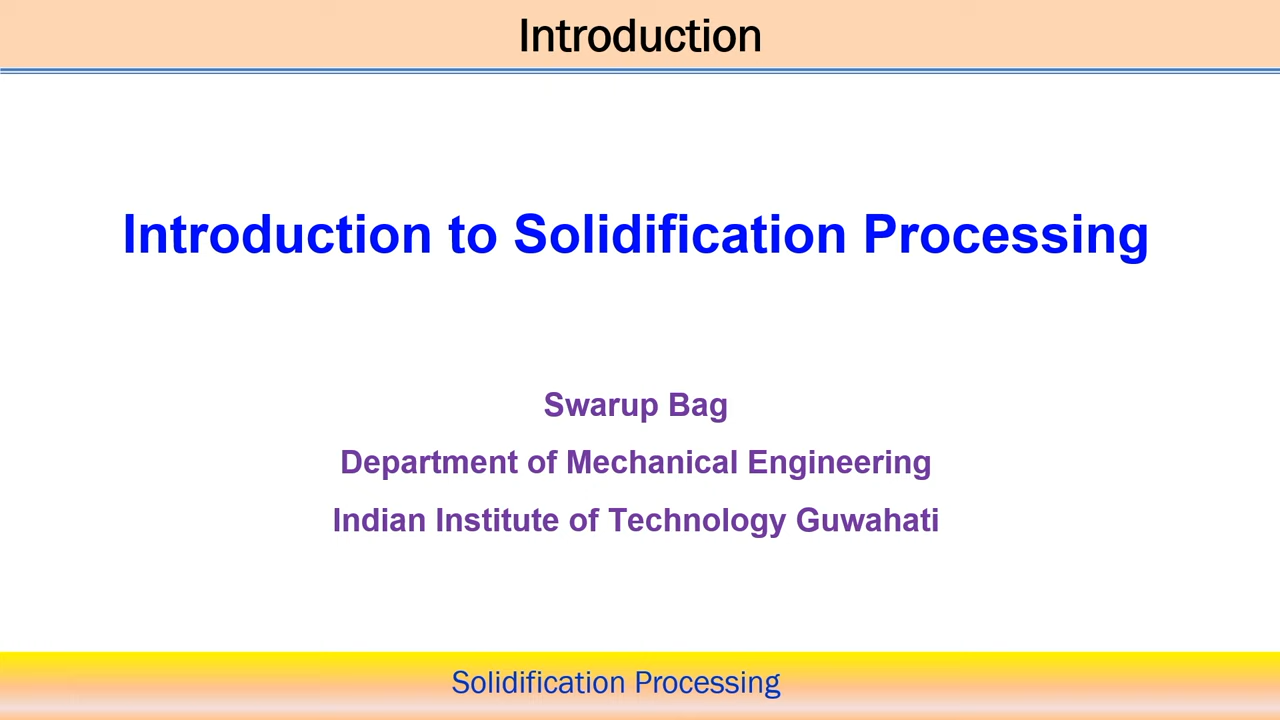 Introduction
Introduction to Solidification Processing
Swarup Bag
Department of Mechanical Engineering
Indian Institute of Technology Guwahati
Solidification Processing